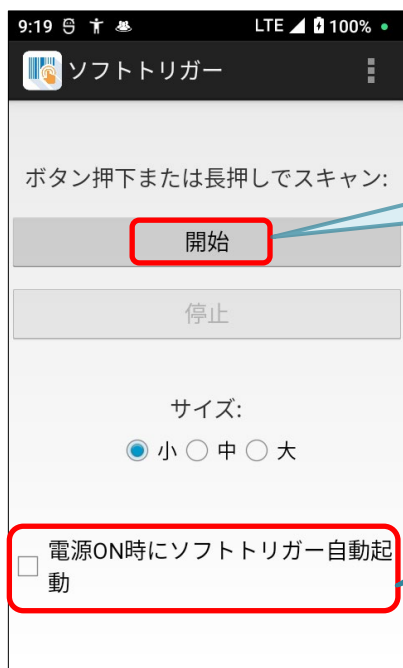 9:19 LTE 100%
ソフトトリガー
ボタン押下または長押しでスキャン:
開始
停止
サイズ:
小 中 大
電源ON時にソフトトリガー自動起
動